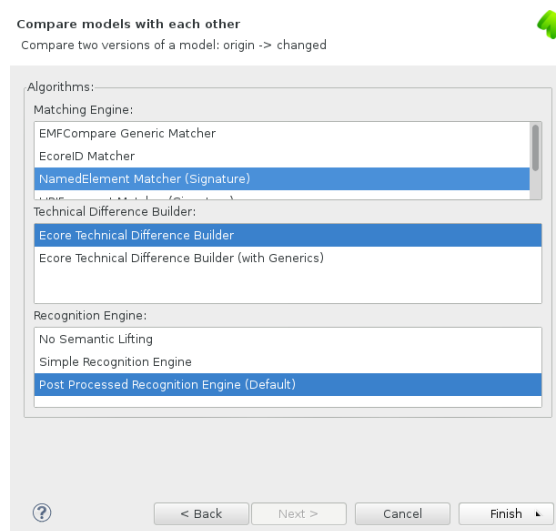 Compare models with each other
Compare two versions of a model: origin -> changed
Algorithms:
Matching Engine:
EMFCompare Generic Matcher
EcoreID Matcher
NamedElement Matcher (Signature)
Technical Difference Builder:
Ecore Technical Difference Builder
Ecore Technical Difference Builder (with Generics)
Recognition Engine:
No Semantic Lifting
Simple Recognition Engine
Post Processed Recognition Engine (Default)
?
< Back
Next >
Cancel
Finish